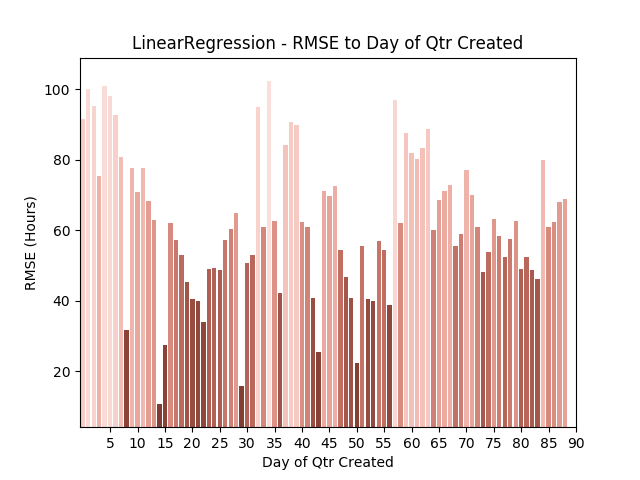 LinearRegression - RMSE to Day of Qtr Created
RMSE (Hours)
100
80
60
40
20
5 10 15 20 25 30 35 40 45 50 55 60 65 70 75 80 85 90
Day of Qtr Created